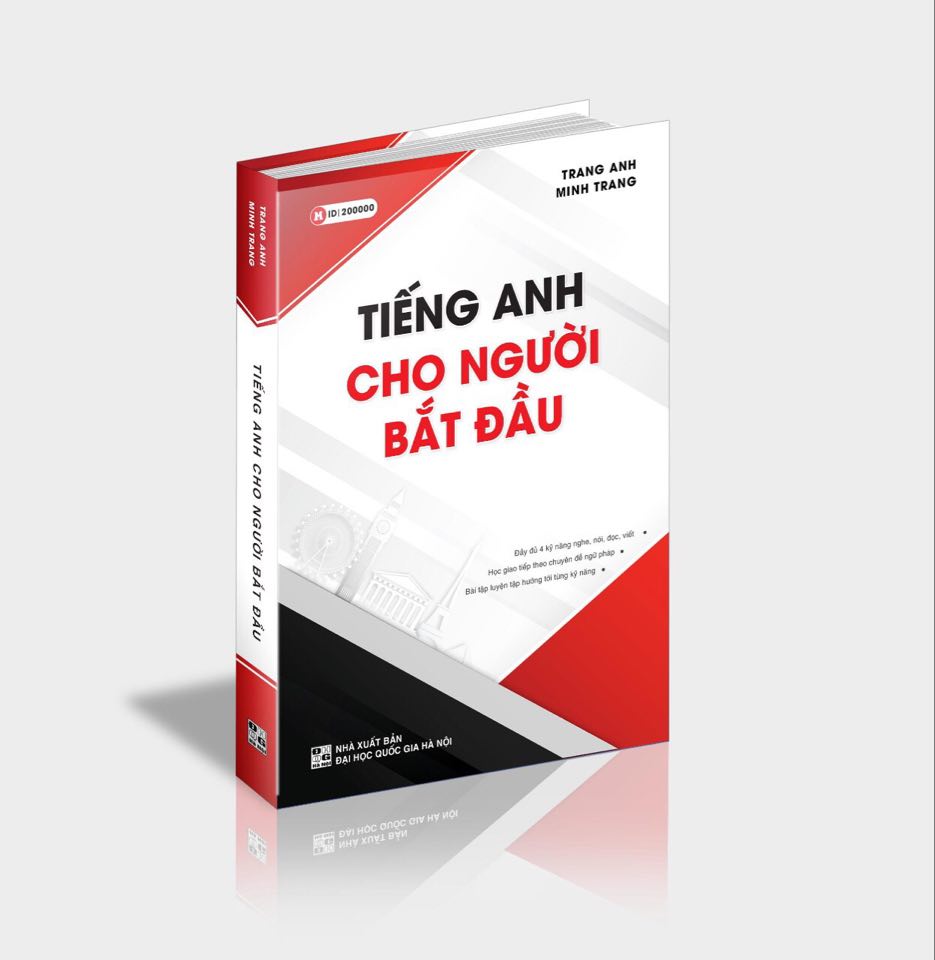 TRANG ANH
MINH TRANG
ID|200000
TIẾNG ANH
CHO NGƯỜI
BẮT ĐẦU
Đầy đủ 4 kỹ năng nghe, nói, đọc, viết
Học giao tiếp theo chuyên đề ngữ pháp
Bài tập luyện tập hướng tới từng kỹ năng
NHÀ XUẤT BẢN
ĐẠI HỌC QUỐC GIA HÀ NỘI
HÀ NỘI
TRANG ANH
MINH TRANG
TIẾNG ANH CHO NGƯỜI BẮT ĐẦU